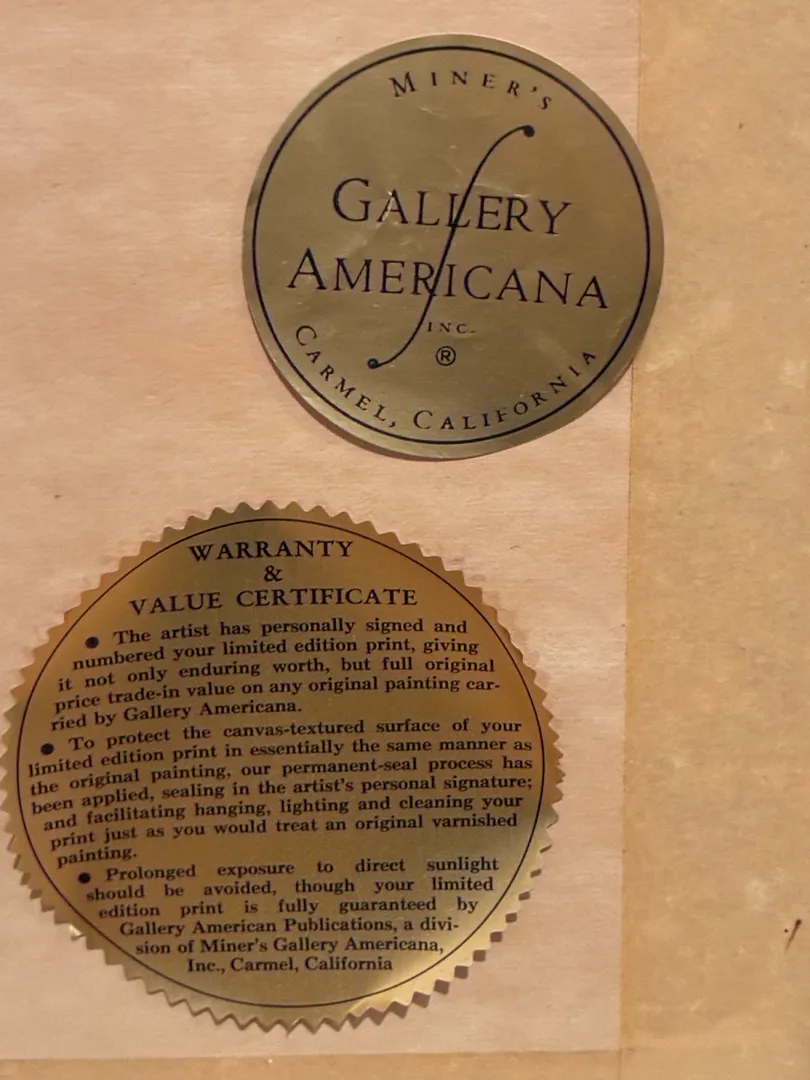 MINER'S
GALLERY
AMERICANA
INC.
®
CARMEL, CALIFORNIA
WARRANTY
&
VALUE CERTIFICATE
• The artist has personally signed and
numbered your limited edition print, giving
it not only enduring worth, but full original
price trade-in value on any original painting car-
ried by Gallery Americana.
• To protect the canvas-textured surface of your
limited edition print in essentially the same manner as
the original painting, our permanent-seal process has
been applied, sealing in the artist's personal signature;
and facilitating hanging, lighting and cleaning your
print just as you would treat an original varnished
painting.
• Prolonged exposure to direct sunlight
should be avoided, though your limited
edition print is fully guaranteed by
Gallery American Publications, a divi-
sion of Miner's Gallery Americana,
Inc., Carmel, California